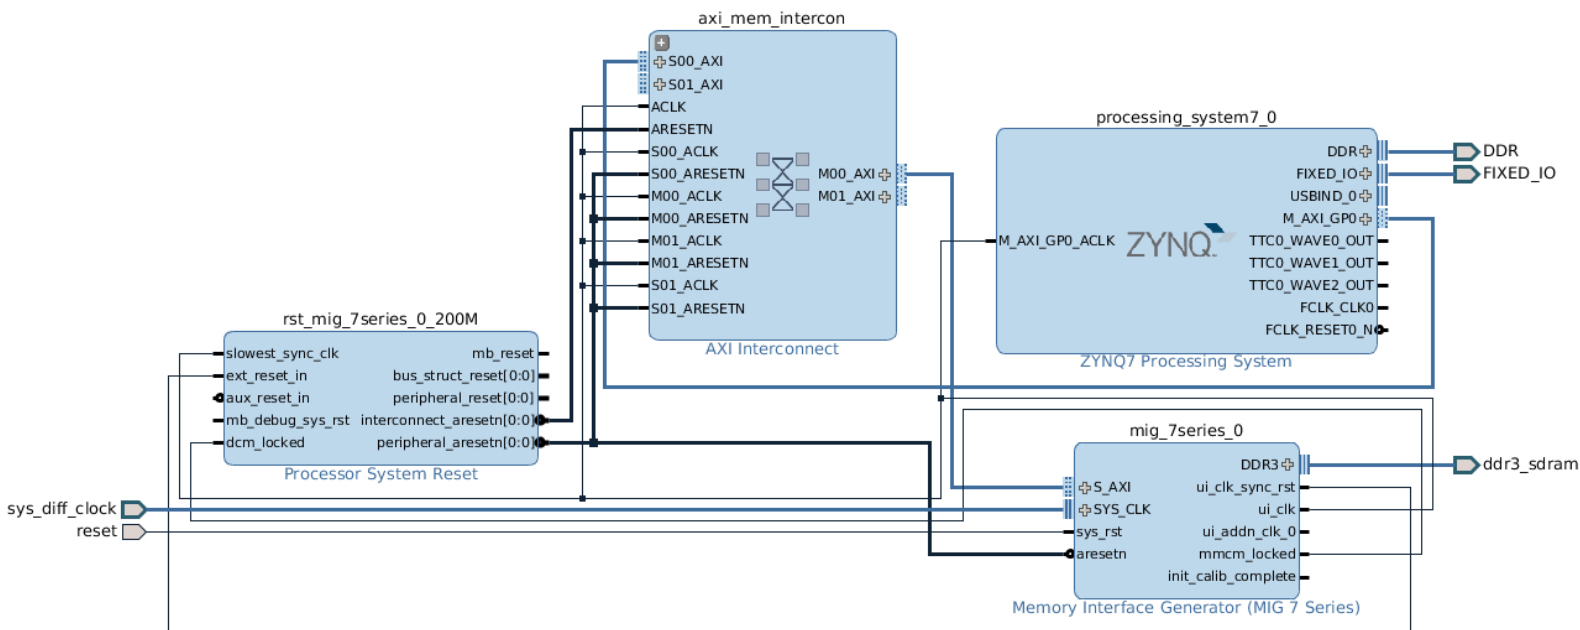 axi_mem_intercon
S00_AXI
S01_AXI
ACLK
ARESETN
S00_ACLK
S00_ARESETN
M00_ACLK
M00_ARESETN
M01_ACLK
M01_ARESETN
S01_ACLK
S01_ARESETN
M00_AXI
M01_AXI
AXI Interconnect
processing_system7_0
M_AXI_GP0_ACLK
ZYNQ
DDR
FIXED_IO
USBIND_0
M_AXI_GP0
TTC0_WAVE0_OUT
TTC0_WAVE1_OUT
TTC0_WAVE2_OUT
FCLK_CLK0
FCLK_RESET0_N
ZYNQ7 Processing System
DDR
FIXED_IO
rst_mig_7series_0_200M
slowest_sync_clk
ext_reset_in
aux_reset_in
mb_debug_sys_rst
dcm_locked
mb_reset
bus_struct_reset[0:0]
peripheral_reset[0:0]
interconnect_aresetn[0:0]
peripheral_aresetn[0:0]
Processor System Reset
sys_diff_clock
reset
mig_7series_0
S_AXI
SYS_CLK
sys_rst
aresetn
DDR3
ui_clk_sync_rst
ui_clk
ui_addn_clk_0
mmcm_locked
init_calib_complete
Memory Interface Generator (MIG 7 Series)
ddr3_sdram